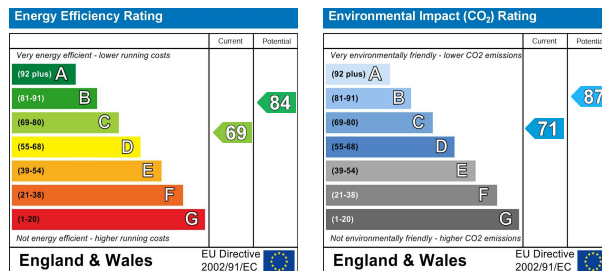 Energy Efficiency Rating
Current Potential
Very energy efficient - lower running costs
(92 plus) A
(81-91) B
84
(69-80) C
69
(55-68) D
(39-54) E
(21-38) F
(1-20) G
Not energy efficient - higher running costs
England & Wales
EU Directive
2002/91/EC
Environmental Impact (CO₂) Rating
Current Potential
Very environmentally friendly - lower CO2 emissions
(92 plus) A
(81-91) B
87
(69-80) C
71
(55-68) D
(39-54) E
(21-38) F
(1-20) G
Not environmentally friendly - higher CO2 emissions
England & Wales
EU Directive
2002/91/EC